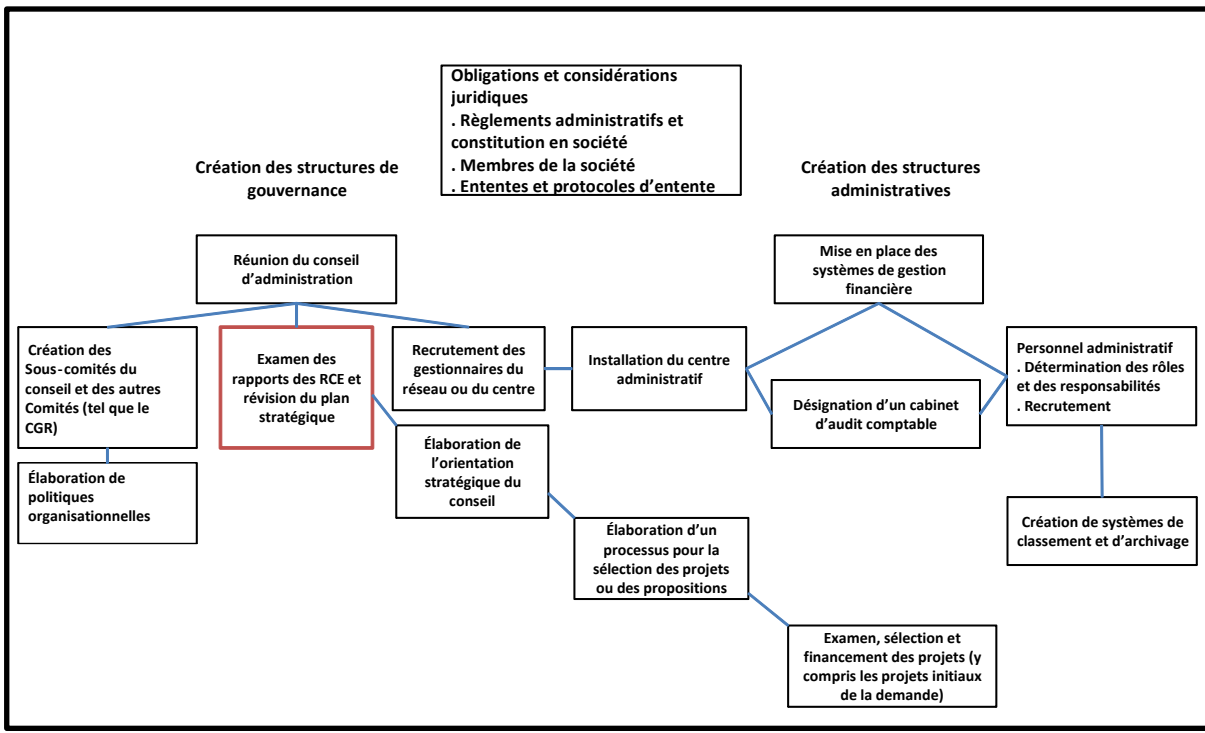 Obligations et considérations
juridiques
. Règlements administratifs et
constitution en société
. Membres de la société
. Ententes et protocoles d'entente
Création des structures de
gouvernance
Création des structures
administratives
Réunion du conseil
d'administration
Mise en place des
systèmes de gestion
financière
Création des
Sous-comités du
conseil et des autres
Comités (tel que le
CGR)
Examen des
rapports des RCE et
révision du plan
stratégique
Recrutement des
gestionnaires du
réseau ou du centre
Installation du centre
administratif
Désignation d'un cabinet
d'audit comptable
Personnel administratif
. Détermination des rôles
et des responsabilités
. Recrutement
Élaboration de
politiques
organisationnelles
Élaboration de
l'orientation
stratégique du
conseil
Élaboration d'un
processus pour la
sélection des projets
ou des propositions
Création de systèmes de
classement et d'archivage
Examen, sélection et
financement des projets (y
compris les projets initiaux
de la demande)